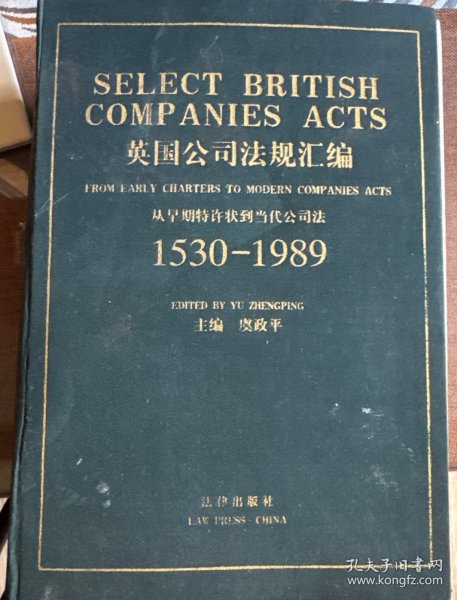 SELECT BRITISH
COMPANIES ACTS
英国公司法规汇编
FROM EARLY CHARTERS TO MODERN COMPANIES ACTS
从早期特许状到当代公司法
1530-1989
EDITED BY YU ZHENGPING
主编 虞政平
法律出版社
LAW PRESS·CHINA
孔夫子旧书网
www.kongfz.com